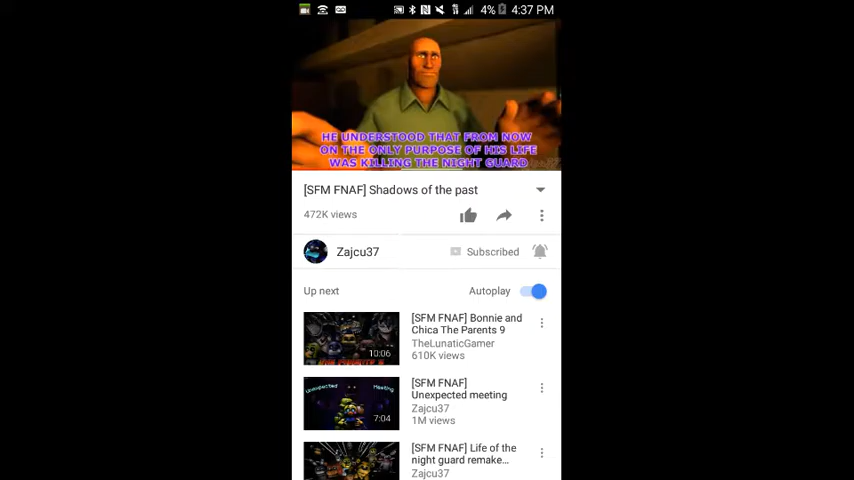 4% 4:37 PM
HE UNDERSTOOD THAT FROM NOW
ON THE ONLY PURPOSE OF HIS LIFE
WAS KILLING THE NIGHT GUARD
[SFM FNAF] Shadows of the past
472K views
Zajcu37
Subscribed
Up next
Autoplay
[SFM FNAF] Bonnie and
Chica The Parents 9
TheLunaticGamer
610K views
10:06
[SFM FNAF]
Unexpected meeting
Zajcu37
1M views
Unexpected Meeting
7:04
[SFM FNAF] Life of the
night guard remake...
Zajcu37